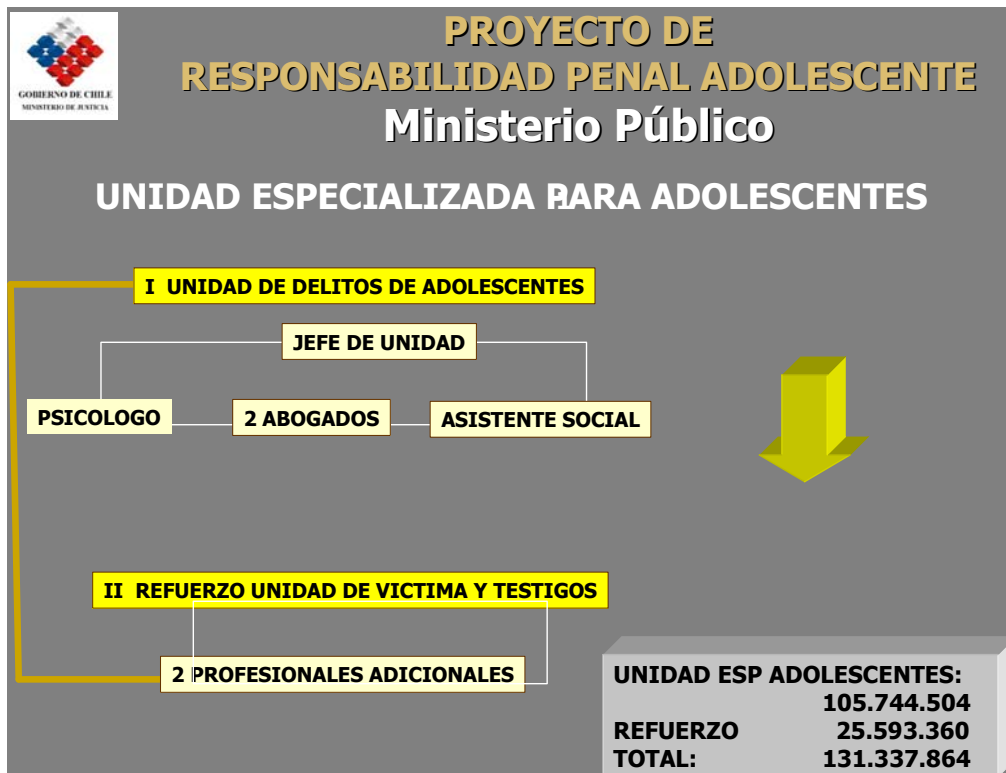 GOBIERNO DE CHILE
MINISTERIO DE JUSTICIA
PROYECTO DE
RESPONSABILIDAD PENAL ADOLESCENTE
Ministerio Público
UNIDAD ESPECIALIZADA PARA ADOLESCENTES
I UNIDAD DE DELITOS DE ADOLESCENTES
JEFE DE UNIDAD
PSICOLOGO 2 ABOGADOS ASISTENTE SOCIAL
II REFUERZO UNIDAD DE VICTIMA Y TESTIGOS
2 PROFESIONALES ADICIONALES
UNIDAD ESP ADOLESCENTES:
105.744.504
REFUERZO 25.593.360
TOTAL: 131.337.864